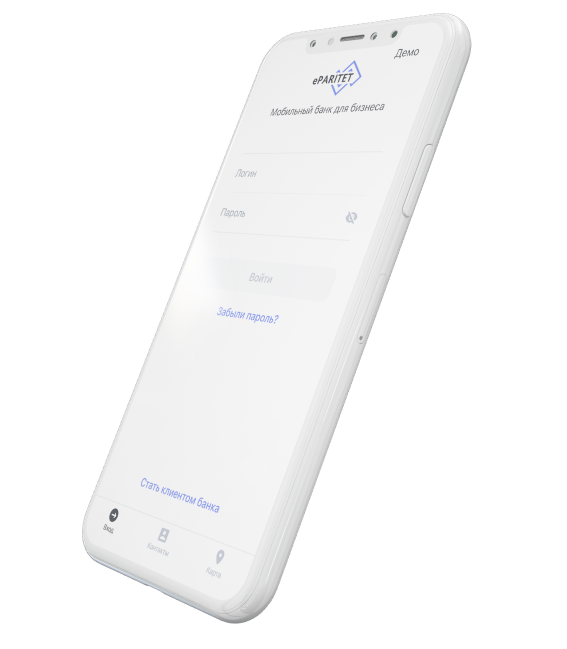 Демо
ePARITET
Мобильный банк для бизнеса
Логин
Пароль
Войти
Забыли пароль?
Стать клиентом банка
Вход
Контакты
Карта